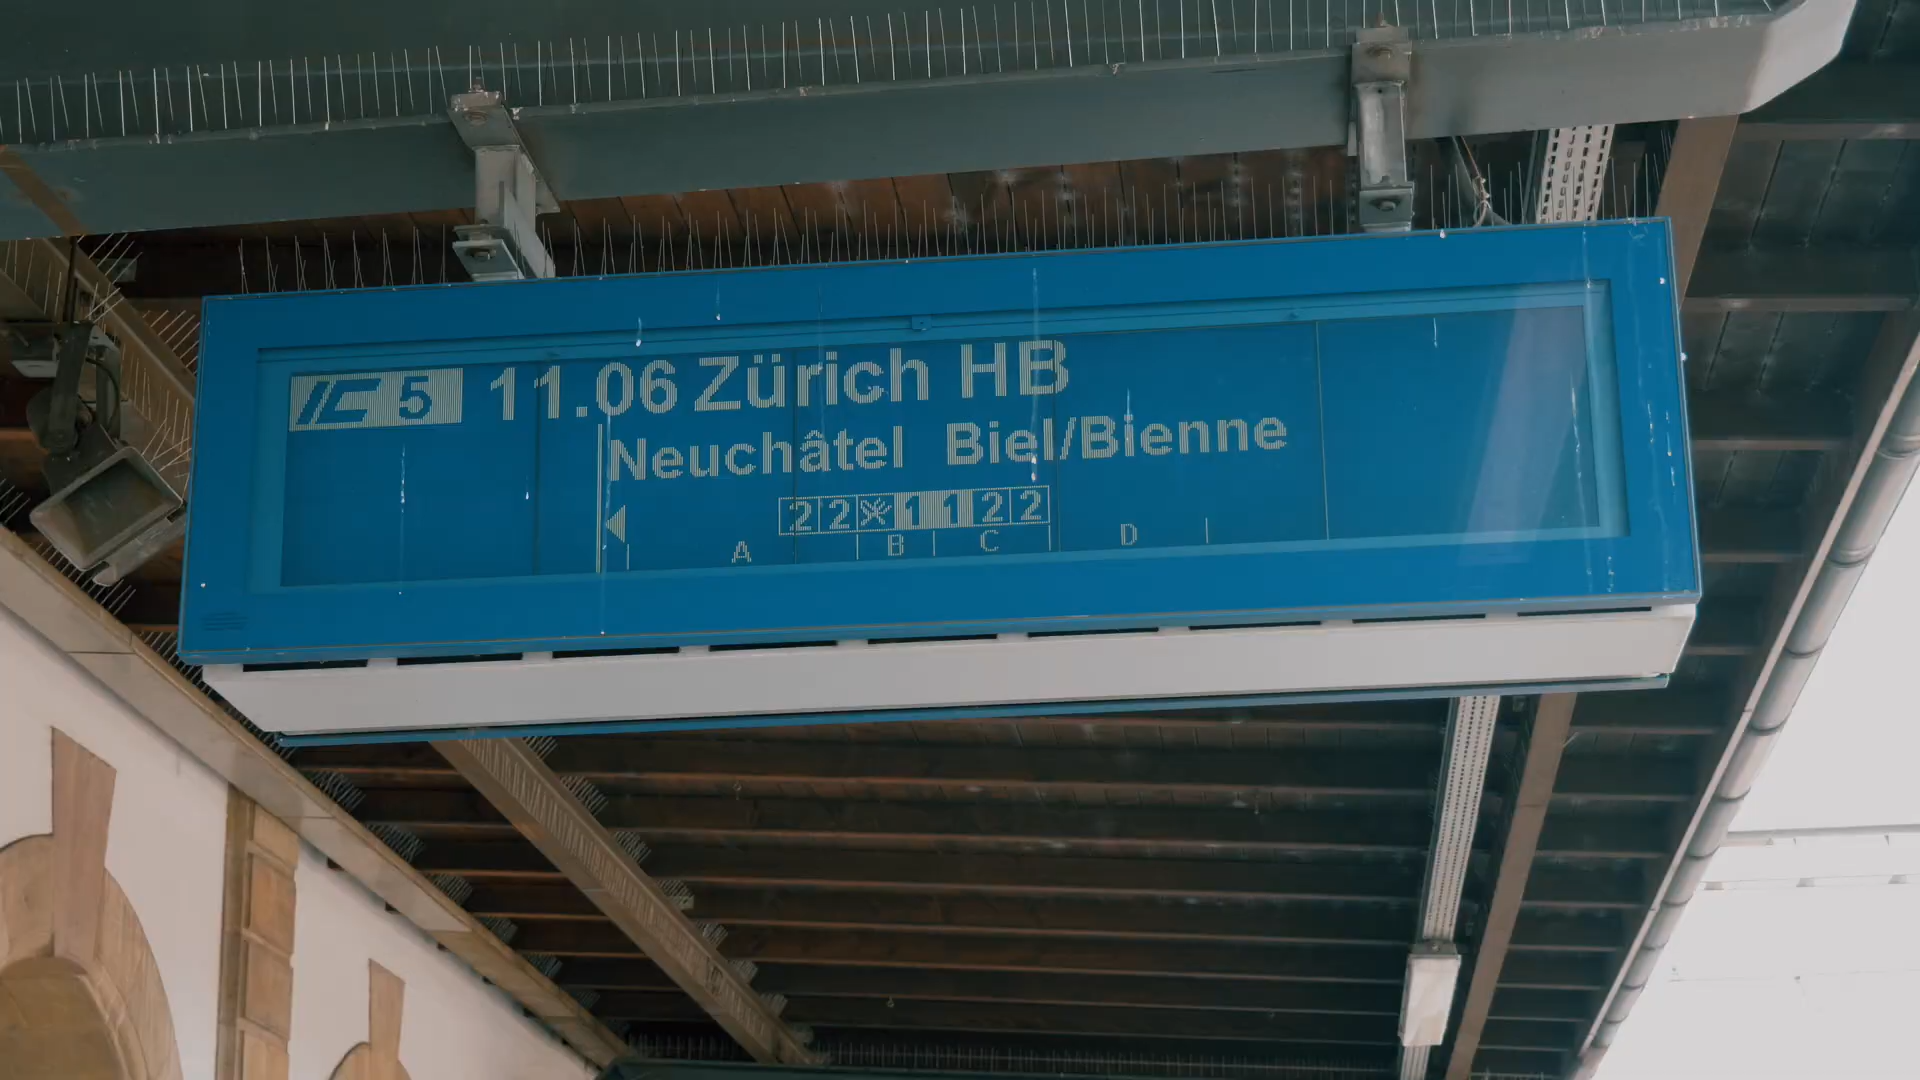 IC 5 11.06 Zürich HB
Neuchâtel Biel/Bienne
2 2 1 1 2 2
A B C D